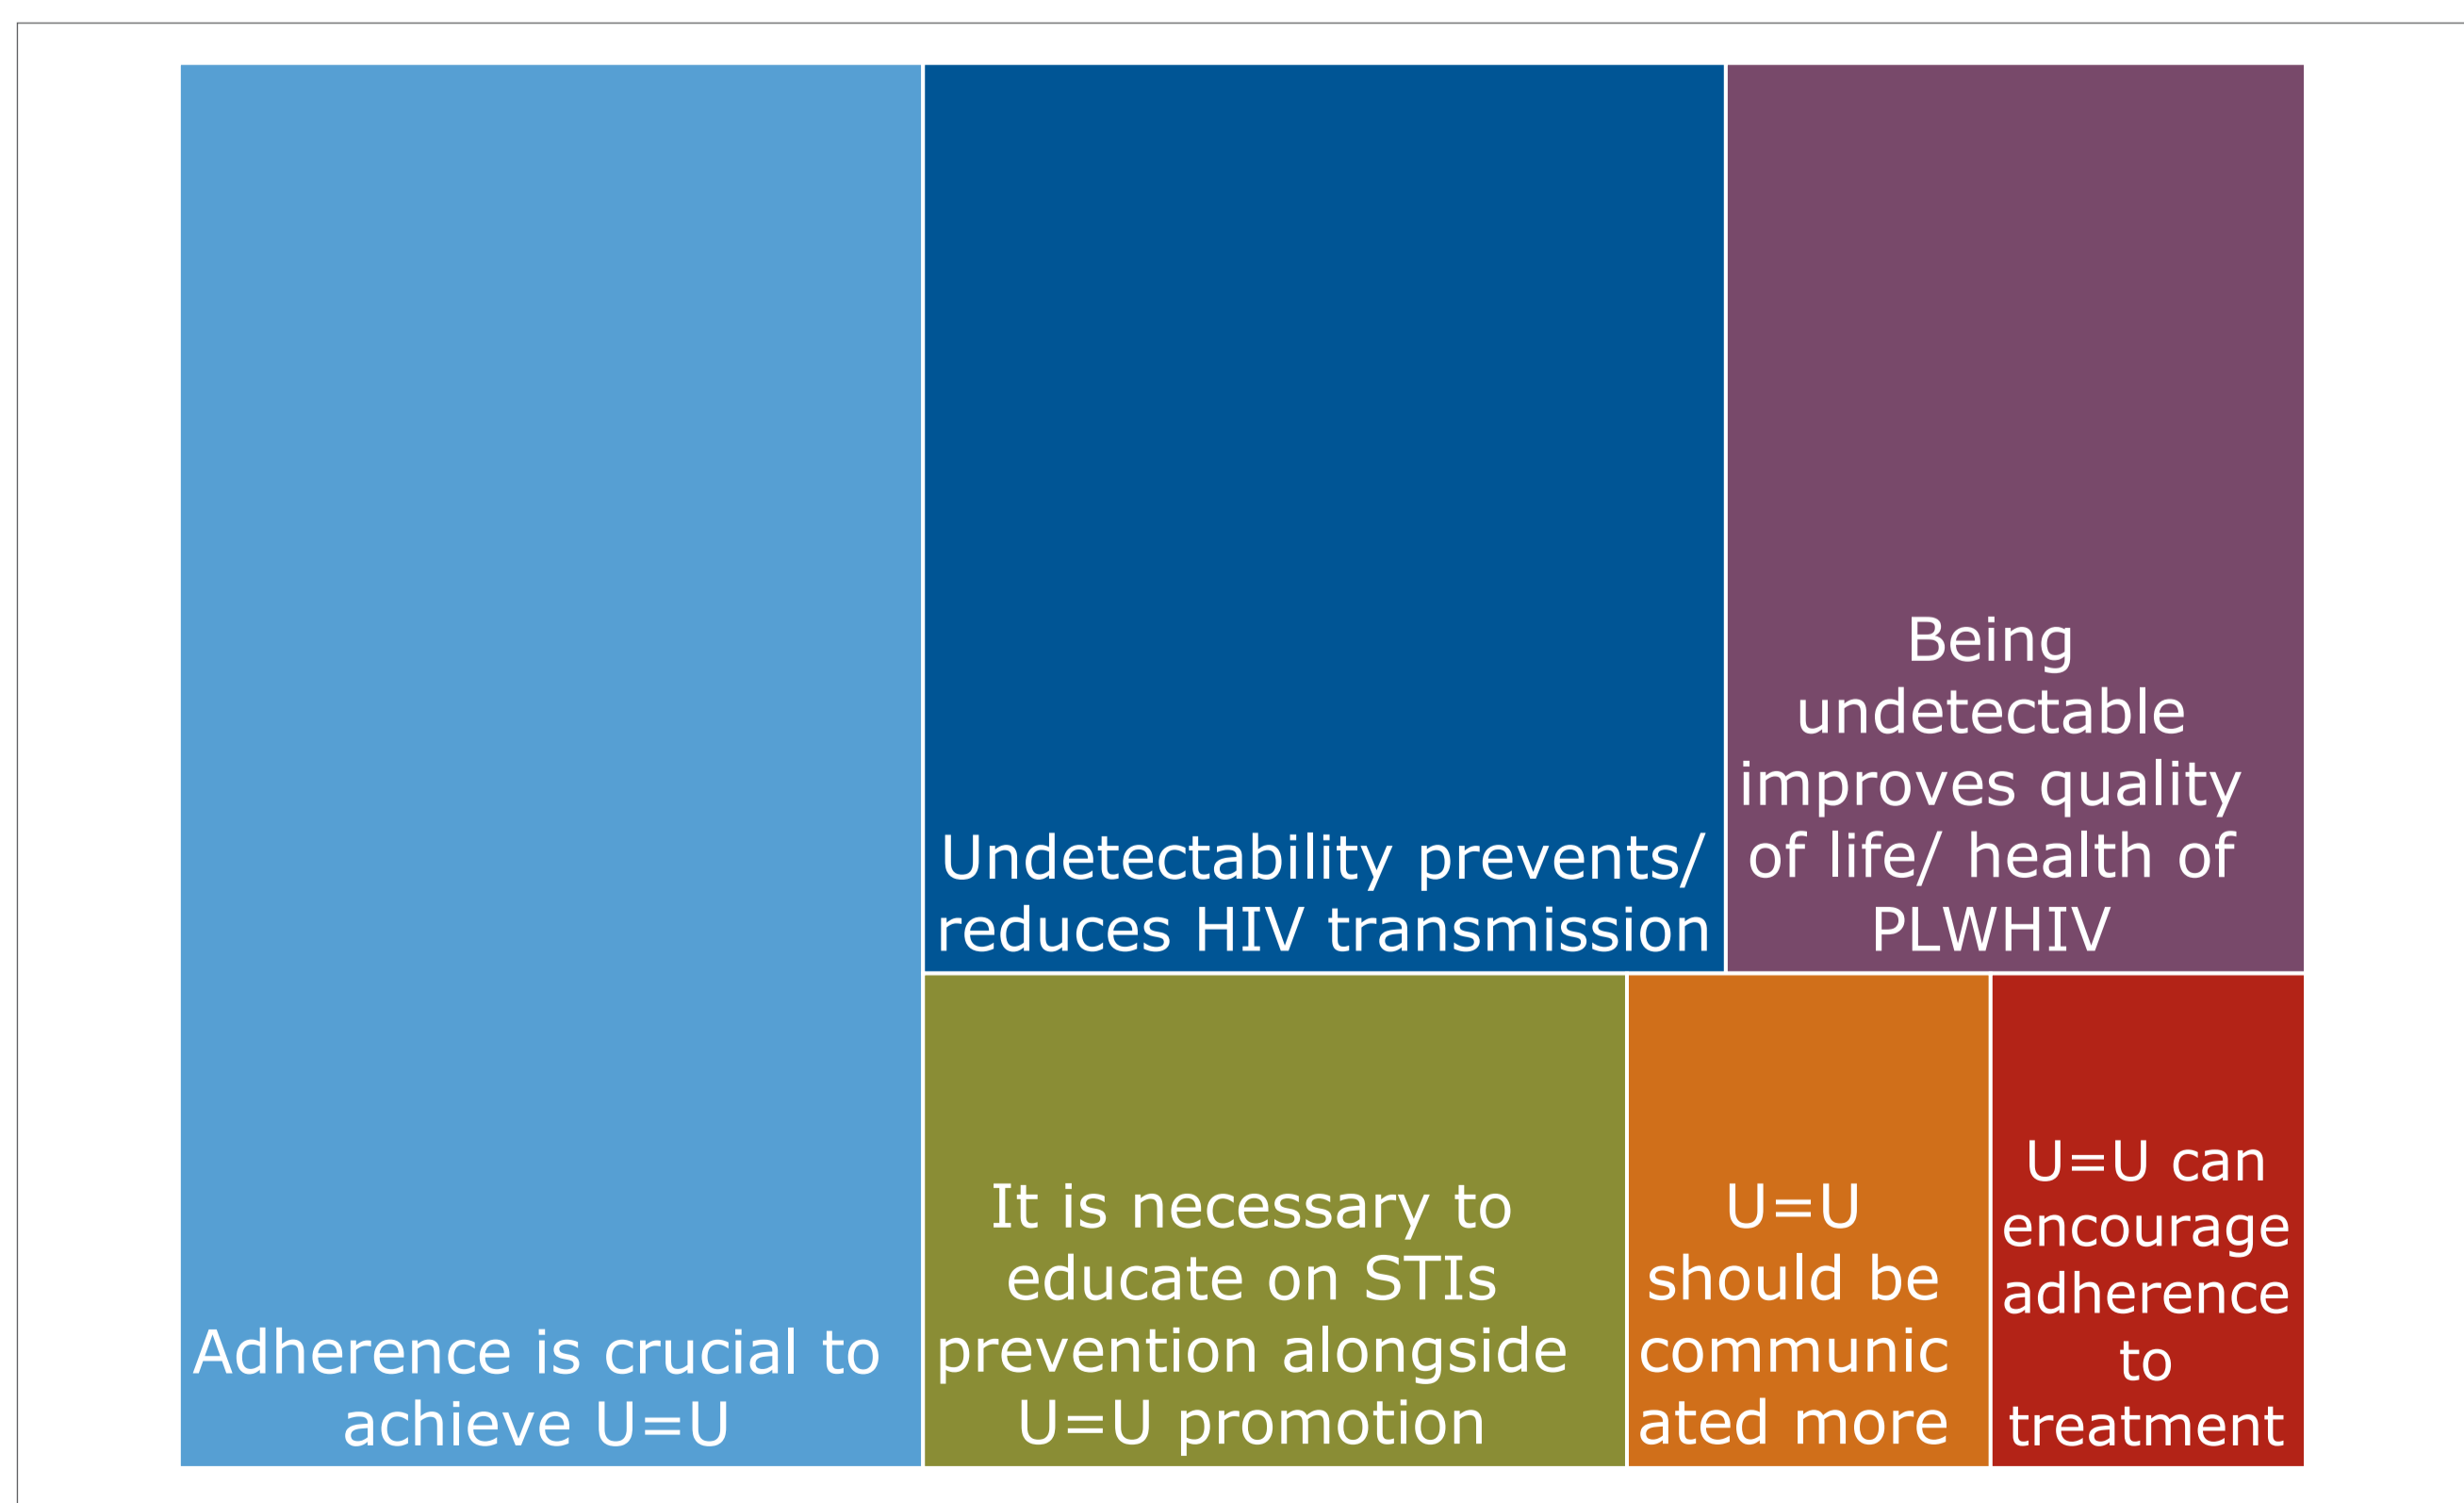 Adherence is crucial to
achieve U=U
Undetectability prevents/
reduces HIV transmission
Being
undetectable
improves quality
of life/ health of
PLWHIV
It is necessary to
educate on STIs
prevention alongside
U=U promotion
U=U
should be
communic
ated more
U=U can
encourage
adherence
to
treatment